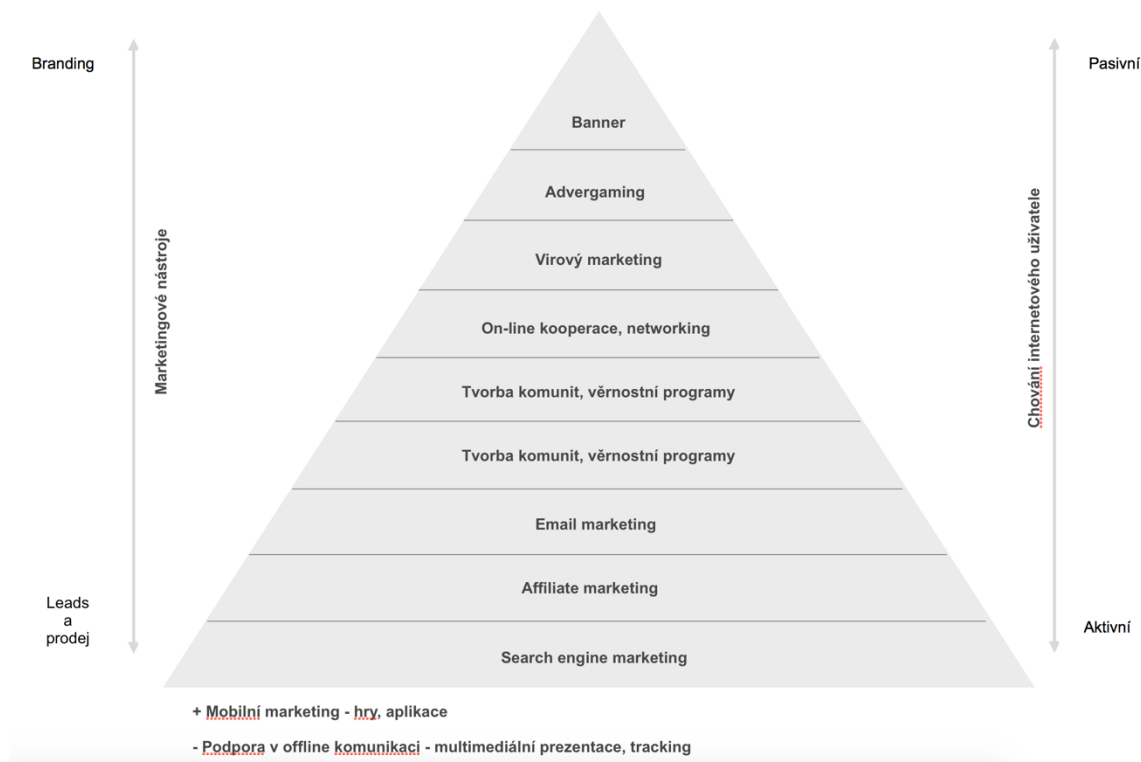 Branding
Pasivní
Banner
Advergaming
Virový marketing
On-line kooperace, networking
Tvorba komunit, věrnostní programy
Tvorba komunit, věrnostní programy
Email marketing
Affiliate marketing
Search engine marketing
Marketingové nástroje
Chování internetového uživatele
Leads
a
prodej
Aktivní
+ Mobilní marketing - hry, aplikace
- Podpora v offline komunikaci - multimediální prezentace, tracking